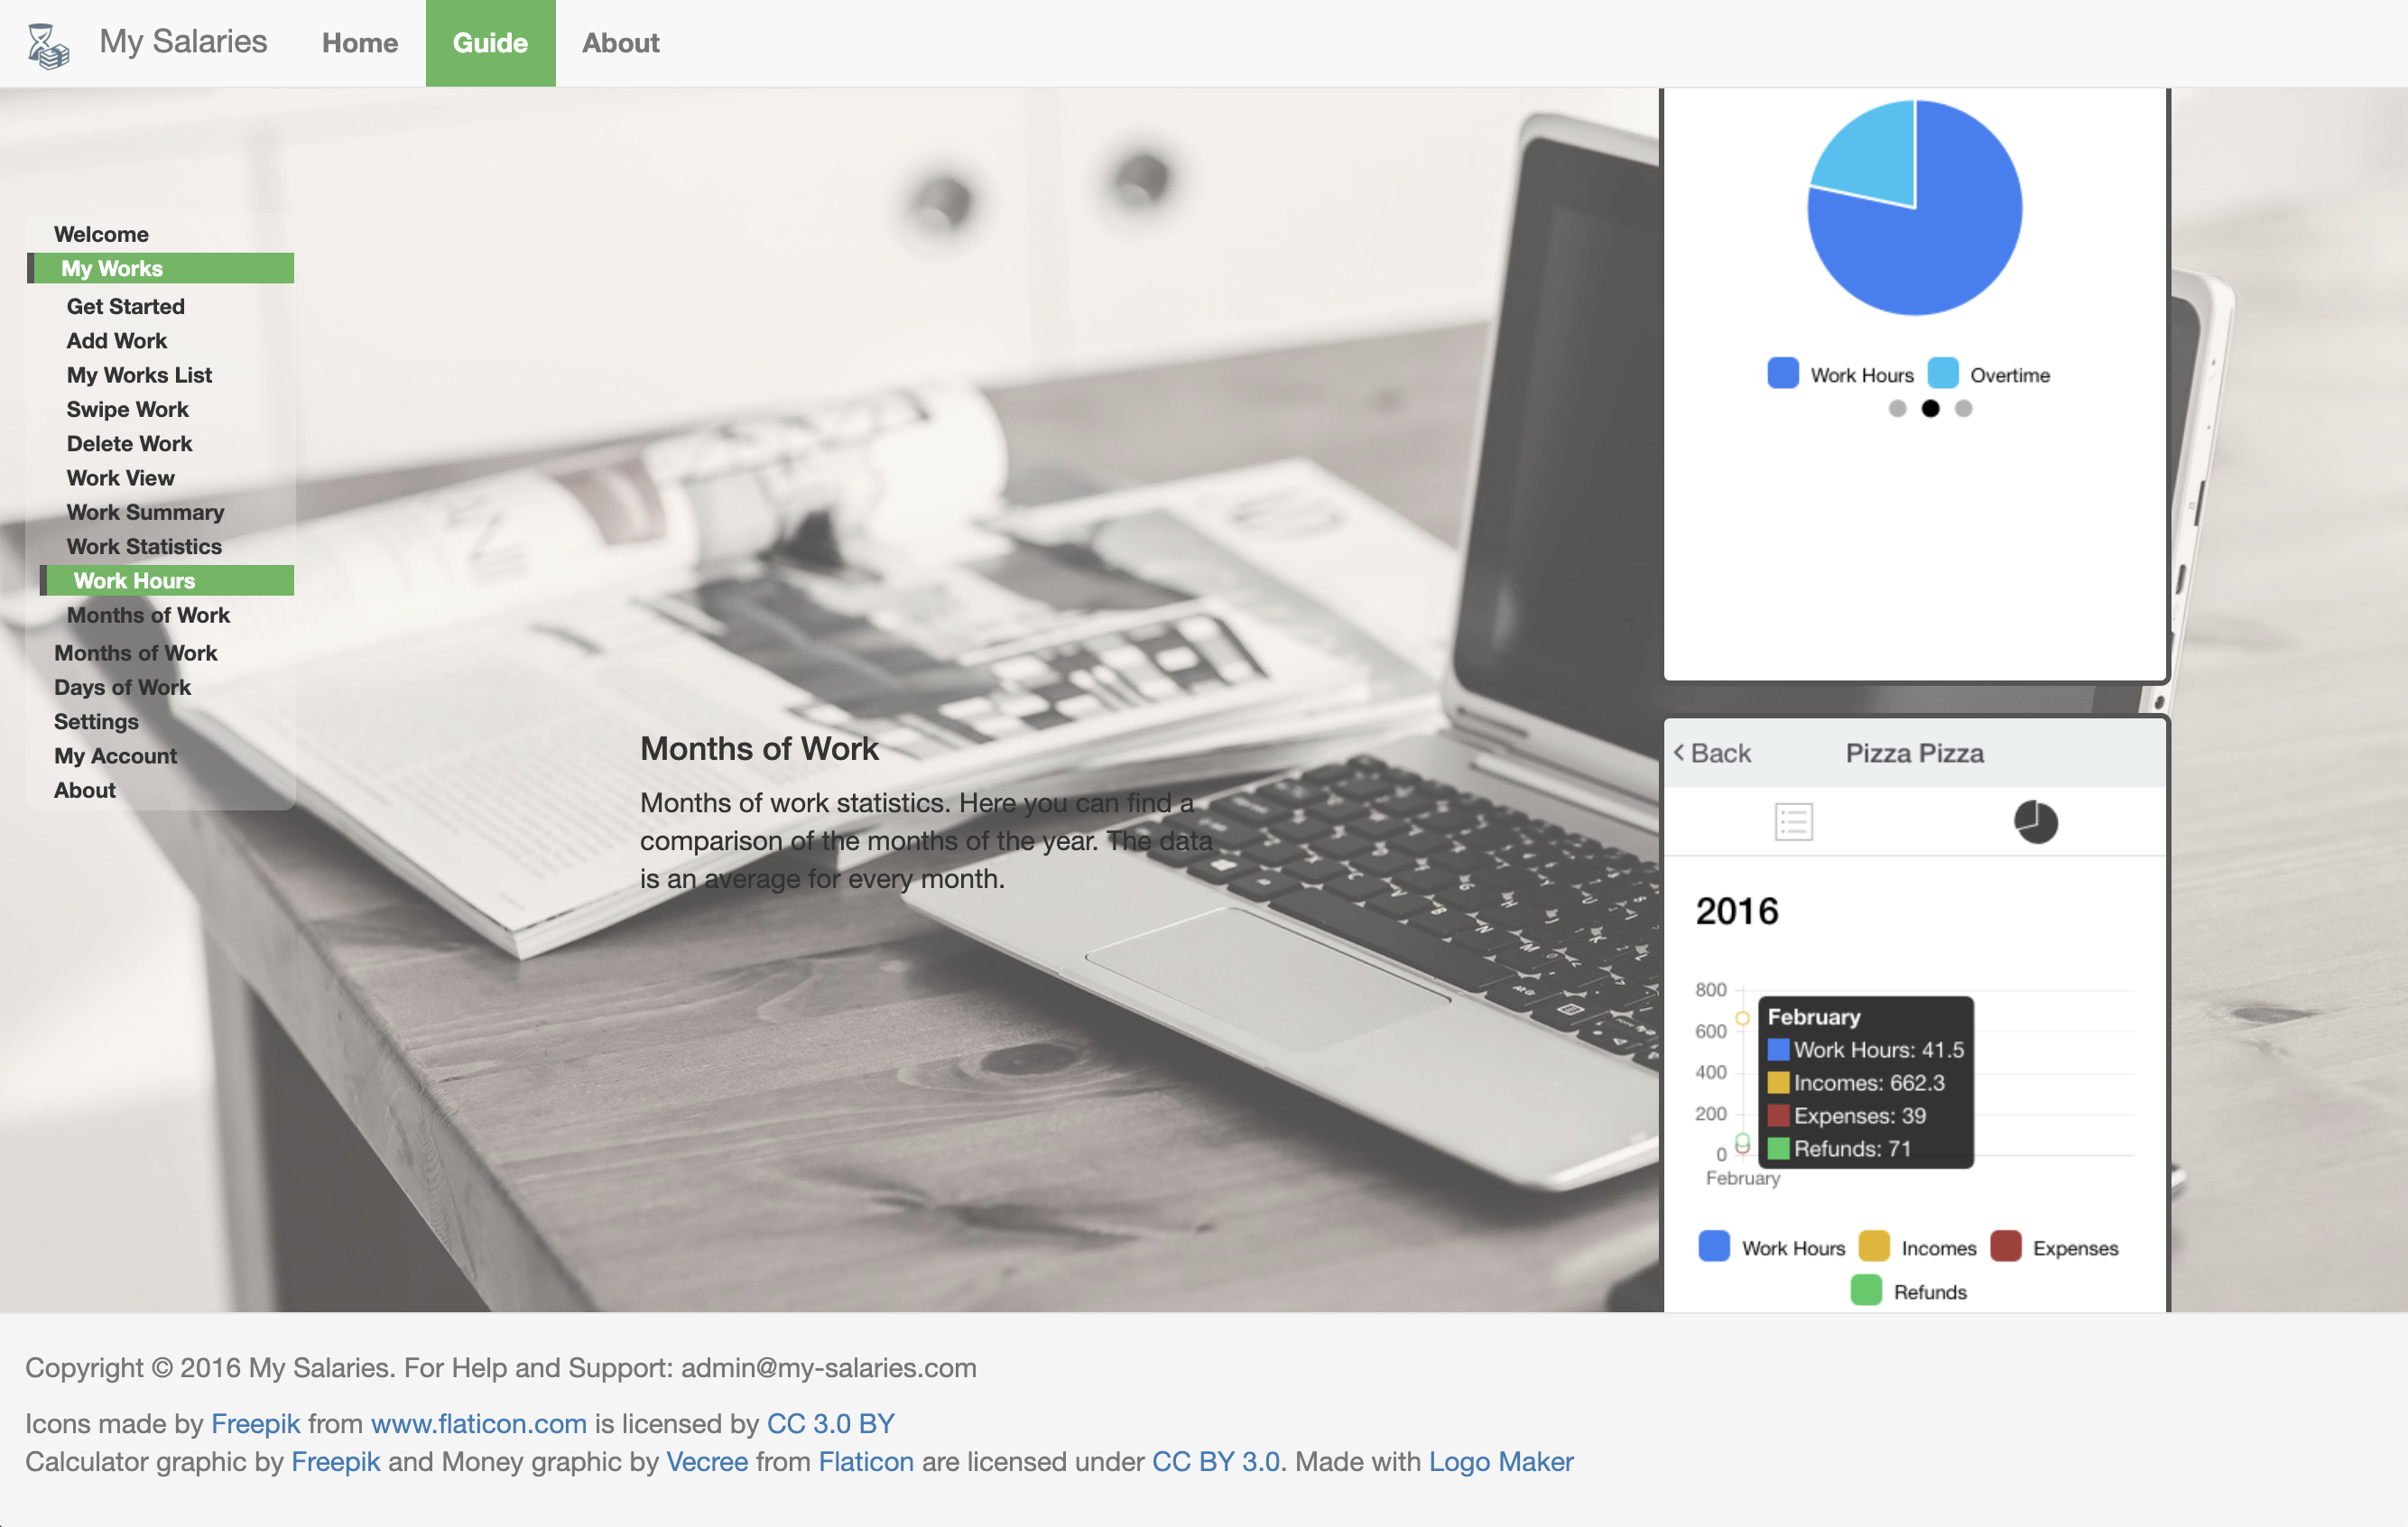 My Salaries
Home
Guide
About
Welcome
My Works
Get Started
Add Work
My Works List
Swipe Work
Delete Work
Work View
Work Summary
Work Statistics
Work Hours
Months of Work
Months of Work
Days of Work
Settings
My Account
About
Work Hours Overtime
Months of Work
Months of work statistics. Here you can find a
comparison of the months of the year. The data
is an average for every month.
Back Pizza Pizza
2016
800
600
400
200
0
February
February
Work Hours: 41.5
Incomes: 662.3
Expenses: 39
Refunds: 71
Work Hours Incomes Expenses
Refunds
Copyright © 2016 My Salaries. For Help and Support: admin@my-salaries.com
Icons made by Freepik from www.flaticon.com is licensed by CC 3.0 BY
Calculator graphic by Freepik and Money graphic by Vecree from Flaticon are licensed under CC BY 3.0. Made with Logo Maker